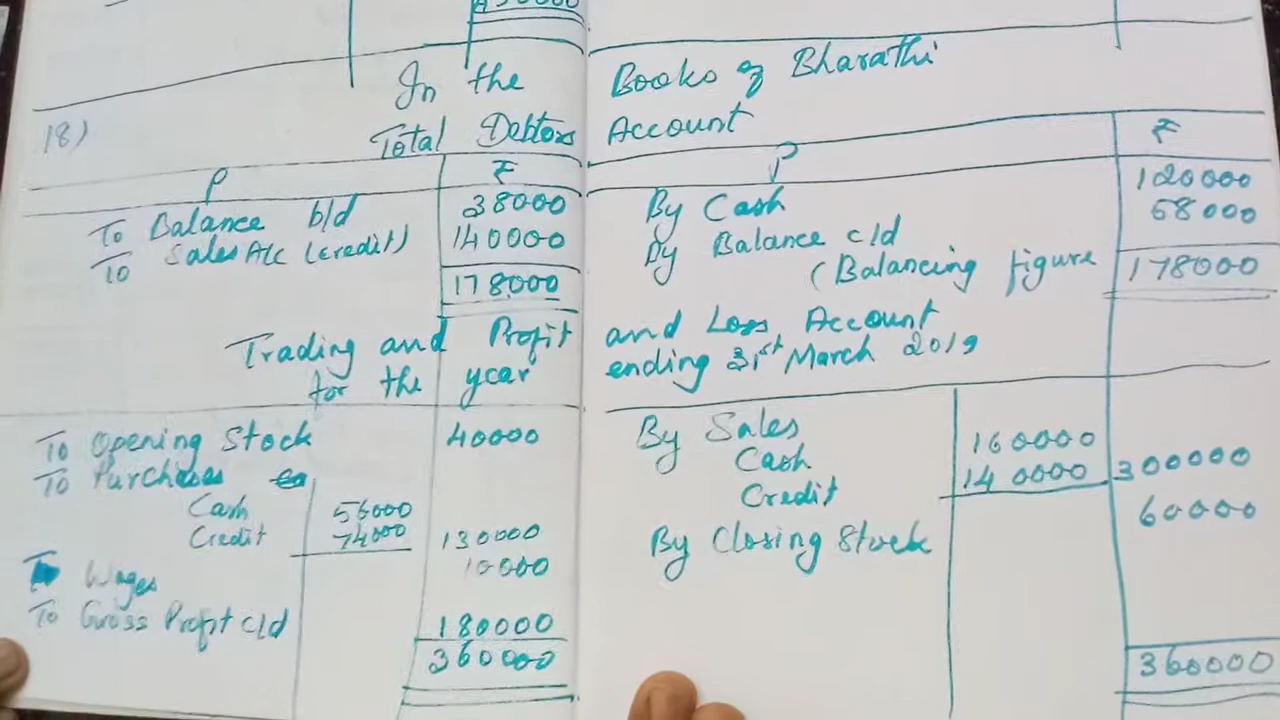 In the Books of Bharathi
18)
Total Debtors Account
P ₹ P ₹
To Balance b/d 38000 By Cash 120000
To Sales A/c (credit) 140000 By Balance c/d 58000
178000 (Balancing figure 178000
Trading and Profit and Loss Account
for the year ending 31st March 2019
To Opening Stock 40000 By Sales
To Purchases Cash 160000
Cash 56000 Credit 140000 300000
Credit 74000 130000 By Closing Stock 60000
To Wages 10000
To Gross Profit c/d 180000
360000 360000